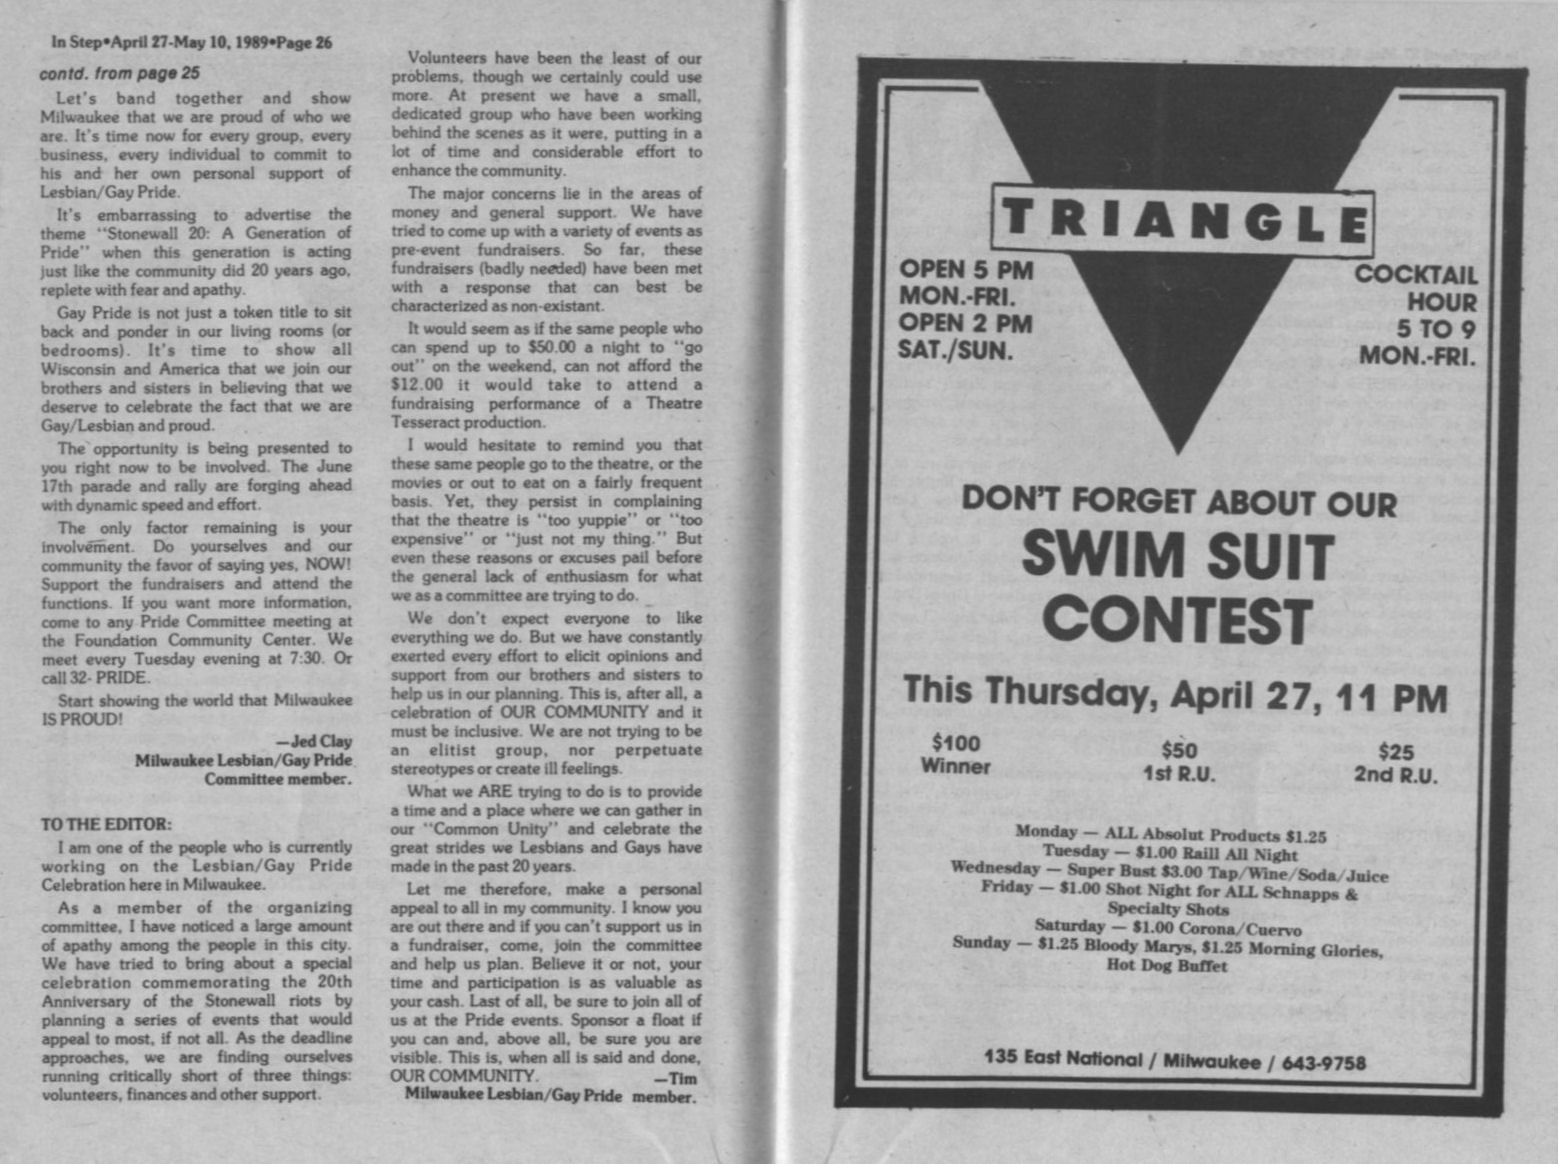 In Step•April 27-May 10, 1989•Page 26
contd. from page 25
Let's band together and show
Milwaukee that we are proud of who we
are. It's time now for every group, every
business, every individual to commit to
his and her own personal support of
Lesbian/Gay Pride.
It's embarrassing to advertise the
theme "Stonewall 20: A Generation of
Pride" when this generation is acting
just like the community did 20 years ago,
replete with fear and apathy.
Gay Pride is not just a token title to sit
back and ponder in our living rooms (or
bedrooms). It's time to show all
Wisconsin and America that we join our
brothers and sisters in believing that we
deserve to celebrate the fact that we are
Gay/Lesbian and proud.
The opportunity is being presented to
you right now to be involved. The June
17th parade and rally are forging ahead
with dynamic speed and effort.
The only factor remaining is your
involvement. Do yourselves and our
community the favor of saying yes, NOW!
Support the fundraisers and attend the
functions. If you want more information,
come to any Pride Committee meeting at
the Foundation Community Center. We
meet every Tuesday evening at 7:30. Or
call 32- PRIDE.
Start showing the world that Milwaukee
IS PROUD!
—Jed Clay
Milwaukee Lesbian/Gay Pride
Committee member.
TO THE EDITOR:
I am one of the people who is currently
working on the Lesbian/Gay Pride
Celebration here in Milwaukee.
As a member of the organizing
committee, I have noticed a large amount
of apathy among the people in this city.
We have tried to bring about a special
celebration commemorating the 20th
Anniversary of the Stonewall riots by
planning a series of events that would
appeal to most, if not all. As the deadline
approaches, we are finding ourselves
running critically short of three things:
volunteers, finances and other support.
Volunteers have been the least of our
problems, though we certainly could use
more. At present we have a small,
dedicated group who have been working
behind the scenes as it were, putting in a
lot of time and considerable effort to
enhance the community.
The major concerns lie in the areas of
money and general support. We have
tried to come up with a variety of events as
pre-event fundraisers. So far, these
fundraisers (badly needed) have been met
with a response that can best be
characterized as non-existant.
It would seem as if the same people who
can spend up to $50.00 a night to "go
out" on the weekend, can not afford the
$12.00 it would take to attend a
fundraising performance of a Theatre
Tesseract production.
I would hesitate to remind you that
these same people go to the theatre, or the
movies or out to eat on a fairly frequent
basis. Yet, they persist in complaining
that the theatre is "too yuppie" or "too
expensive" or "just not my thing." But
even these reasons or excuses pail before
the general lack of enthusiasm for what
we as a committee are trying to do.
We don't expect everyone to like
everything we do. But we have constantly
exerted every effort to elicit opinions and
support from our brothers and sisters to
help us in our planning. This is, after all, a
celebration of OUR COMMUNITY and it
must be inclusive. We are not trying to be
an elitist group, nor perpetuate
stereotypes or create ill feelings.
What we ARE trying to do is to provide
a time and a place where we can gather in
our "Common Unity" and celebrate the
great strides we Lesbians and Gays have
made in the past 20 years.
Let me therefore, make a personal
appeal to all in my community. I know you
are out there and if you can't support us in
a fundraiser, come, join the committee
and help us plan. Believe it or not, your
time and participation is as valuable as
your cash. Last of all, be sure to join all of
us at the Pride events. Sponsor a float if
you can and, above all, be sure you are
visible. This is, when all is said and done,
OUR COMMUNITY. —Tim
Milwaukee Lesbian/Gay Pride member.
TRIANGLE
OPEN 5 PM
MON.-FRI.
OPEN 2 PM
SAT./SUN.
COCKTAIL
HOUR
5 TO 9
MON.-FRI.
DON'T FORGET ABOUT OUR
SWIM SUIT
CONTEST
This Thursday, April 27, 11 PM
$100
Winner
$50
1st R.U.
$25
2nd R.U.
Monday — ALL Absolut Products $1.25
Tuesday — $1.00 Raill All Night
Wednesday — Super Bust $3.00 Tap/Wine/Soda/Juice
Friday — $1.00 Shot Night for ALL Schnapps &
Specialty Shots
Saturday — $1.00 Corona/Cuervo
Sunday — $1.25 Bloody Marys, $1.25 Morning Glories,
Hot Dog Buffet
135 East National / Milwaukee / 643-9758